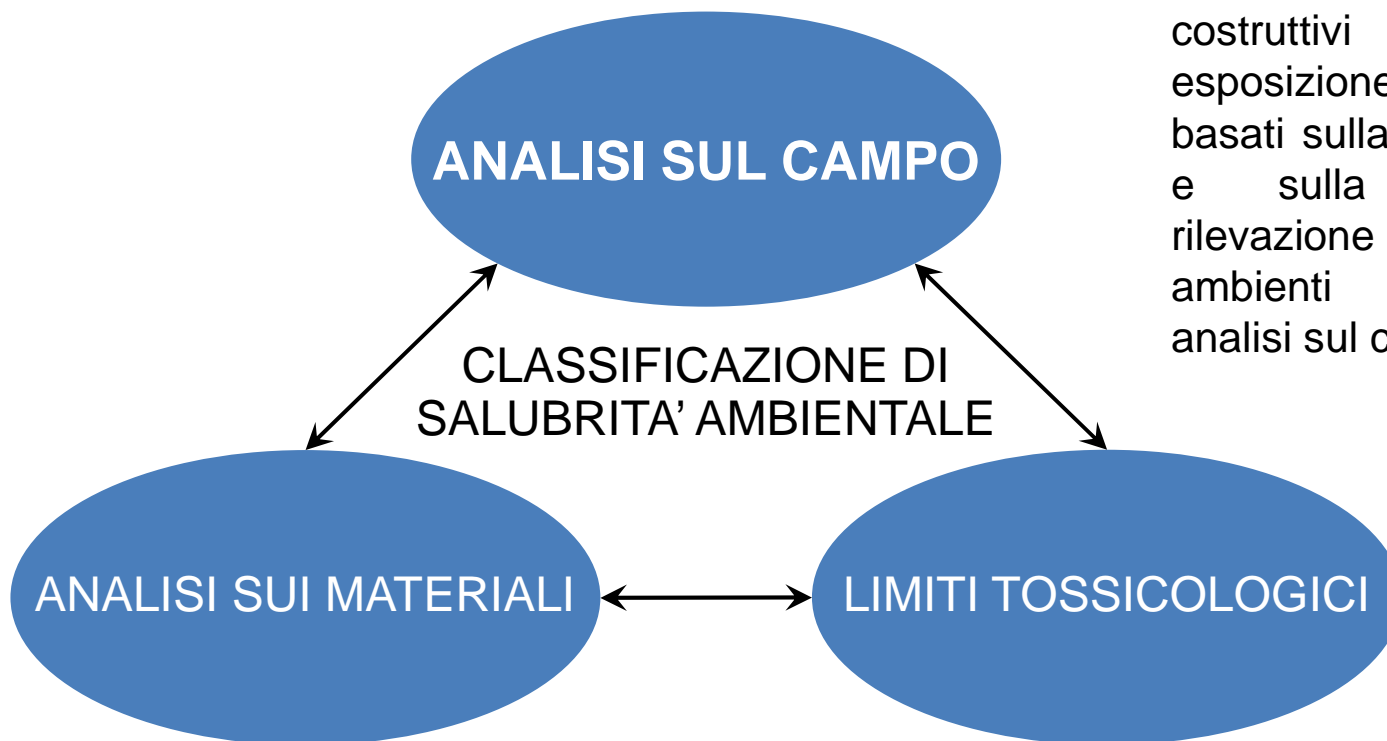 costruttivi
esposizione
basati sulla
e sulla
rilevazione
ambienti
analisi sul
ANALISI SUL CAMPO
CLASSIFICAZIONE DI
SALUBRITA’ AMBIENTALE
ANALISI SUI MATERIALI
LIMITI TOSSICOLOGICI